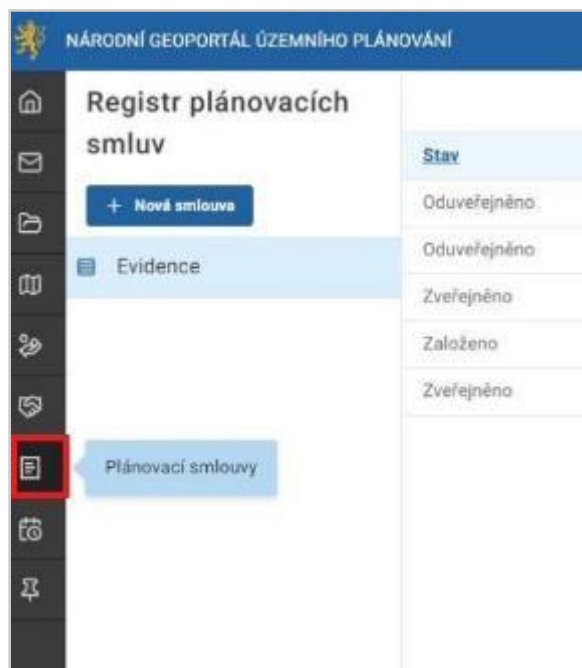 NÁRODNÍ GEOPORTÁL ÚZEMNÍHO PLÁNOVÁNÍ
Registr plánovacích
smluv
+ Nová smlouva
Evidence
Plánovací smlouvy
Stav
Oduveřejněno
Oduveřejněno
Zveřejněno
Založeno
Zveřejněno